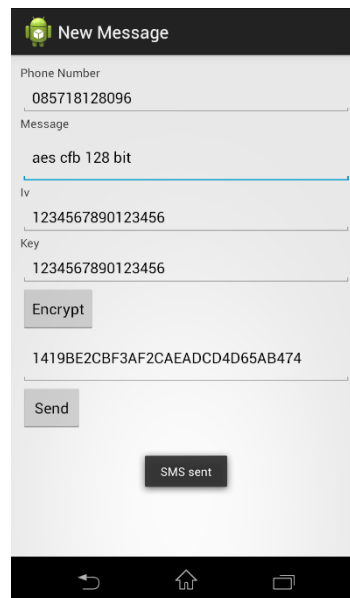 New Message
Phone Number
085718128096
Message
aes cfb 128 bit
Iv
1234567890123456
Key
1234567890123456
Encrypt
1419BE2CBF3AF2CAEADCD4D65AB474
Send
SMS sent